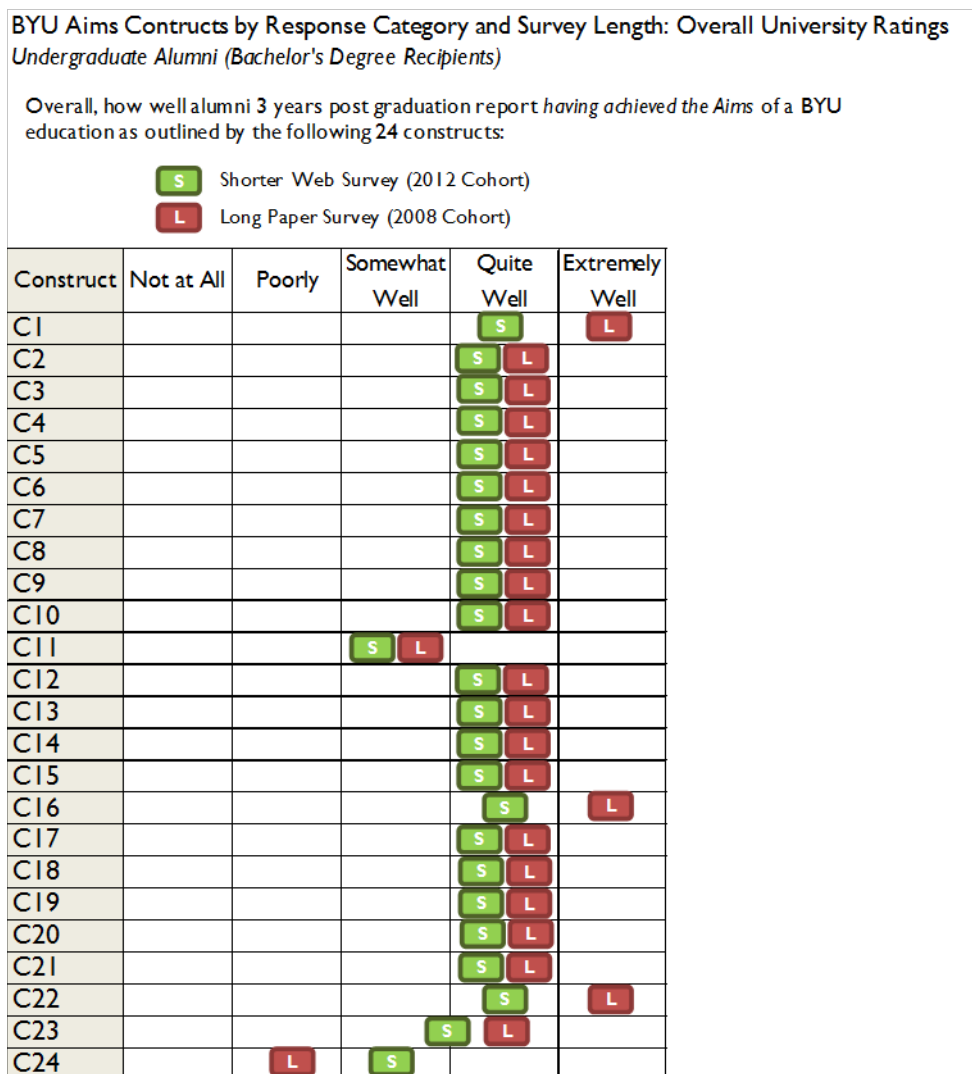 BYU Aims Contructs by Response Category and Survey Length: Overall University Ratings
Undergraduate Alumni (Bachelor's Degree Recipients)
Overall, how well alumni 3 years post graduation report having achieved the Aims of a BYU
education as outlined by the following 24 constructs:
S Shorter Web Survey (2012 Cohort)
L Long Paper Survey (2008 Cohort)
Construct Not at All Poorly Somewhat Well Quite Well Extremely Well
C1 S L
C2 S L
C3 S L
C4 S L
C5 S L
C6 S L
C7 S L
C8 S L
C9 S L
C10 S L
C11 S L
C12 S L
C13 S L
C14 S L
C15 S L
C16 S L
C17 S L
C18 S L
C19 S L
C20 S L
C21 S L
C22 S L
C23 S L
C24 L S